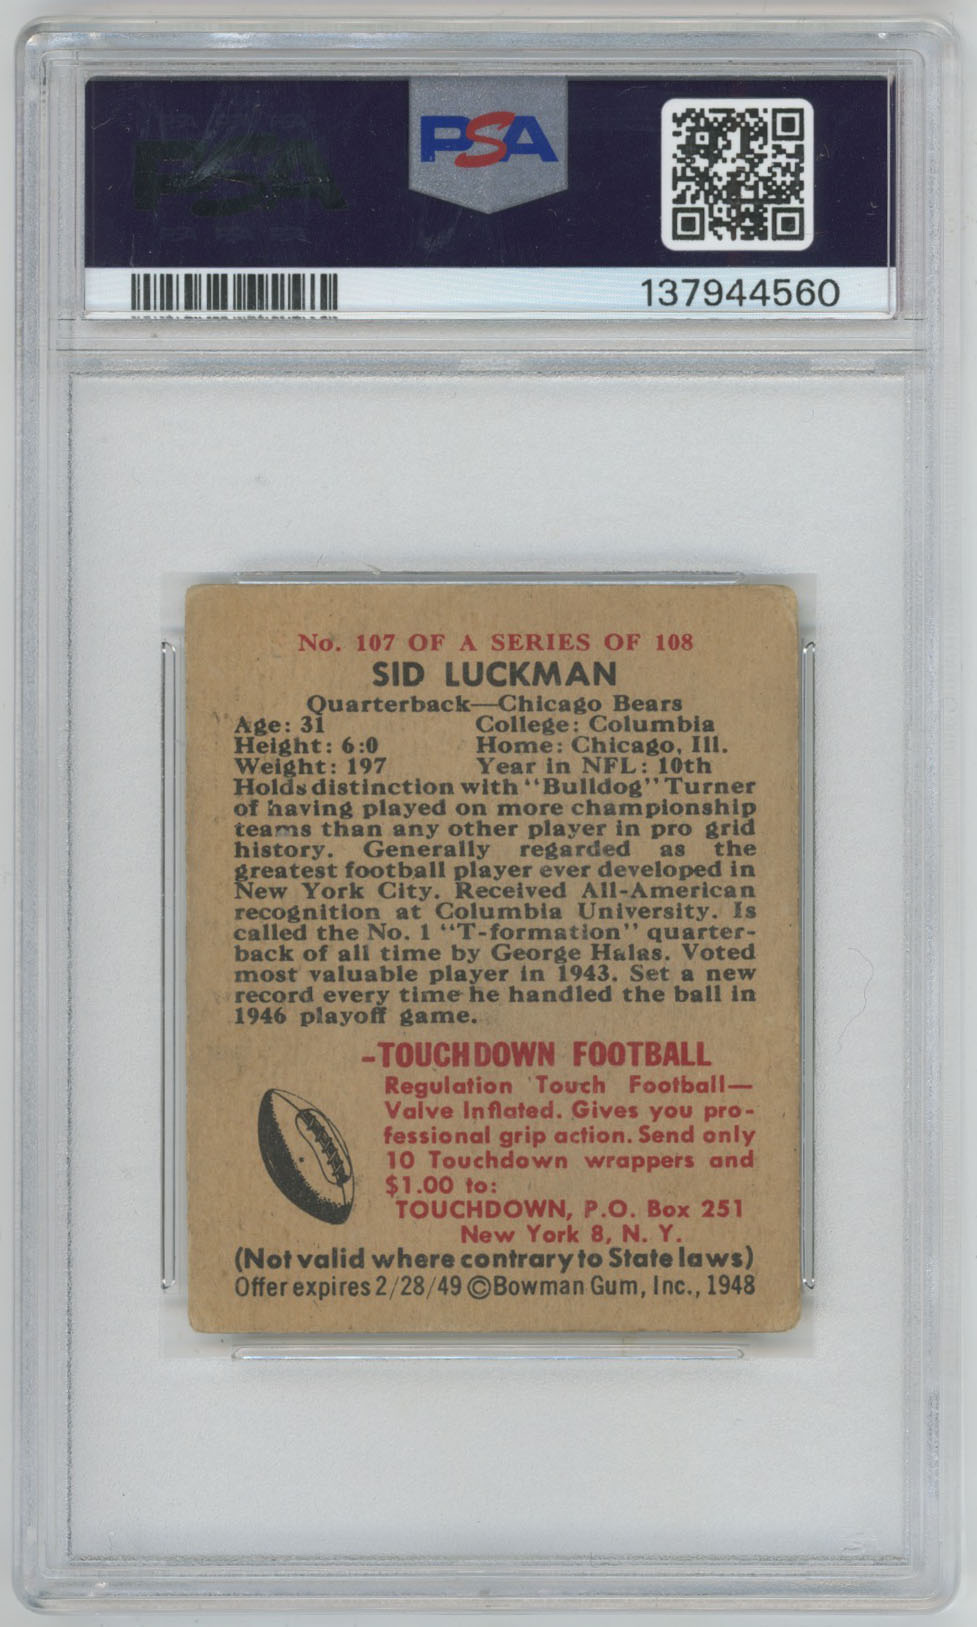 PSA
PSA
137944560
No. 107 OF A SERIES OF 108
SID LUCKMAN
Quarterback—Chicago Bears
Age: 31 College: Columbia
Height: 6:0 Home: Chicago, Ill.
Weight: 197 Year in NFL: 10th
Holds distinction with "Bulldog" Turner
of having played on more championship
teams than any other player in pro grid
history. Generally regarded as the
greatest football player ever developed in
New York City. Received All-American
recognition at Columbia University. Is
called the No. 1 "T-formation" quarter-
back of all time by George Halas. Voted
most valuable player in 1943. Set a new
record every time he handled the ball in
1946 playoff game.
-TOUCHDOWN FOOTBALL
Regulation Touch Football—
Valve Inflated. Gives you pro-
fessional grip action. Send only
10 Touchdown wrappers and
$1.00 to:
TOUCHDOWN, P.O. Box 251
New York 8, N. Y.
(Not valid where contrary to State laws)
Offer expires 2/28/49 ©Bowman Gum, Inc., 1948